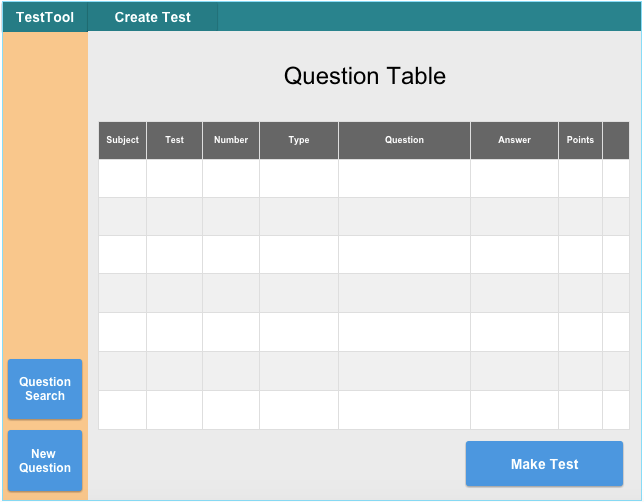 TestTool Create Test
Question Table
Subject Test Number Type Question Answer Points
Question
Search
New
Question
Make Test